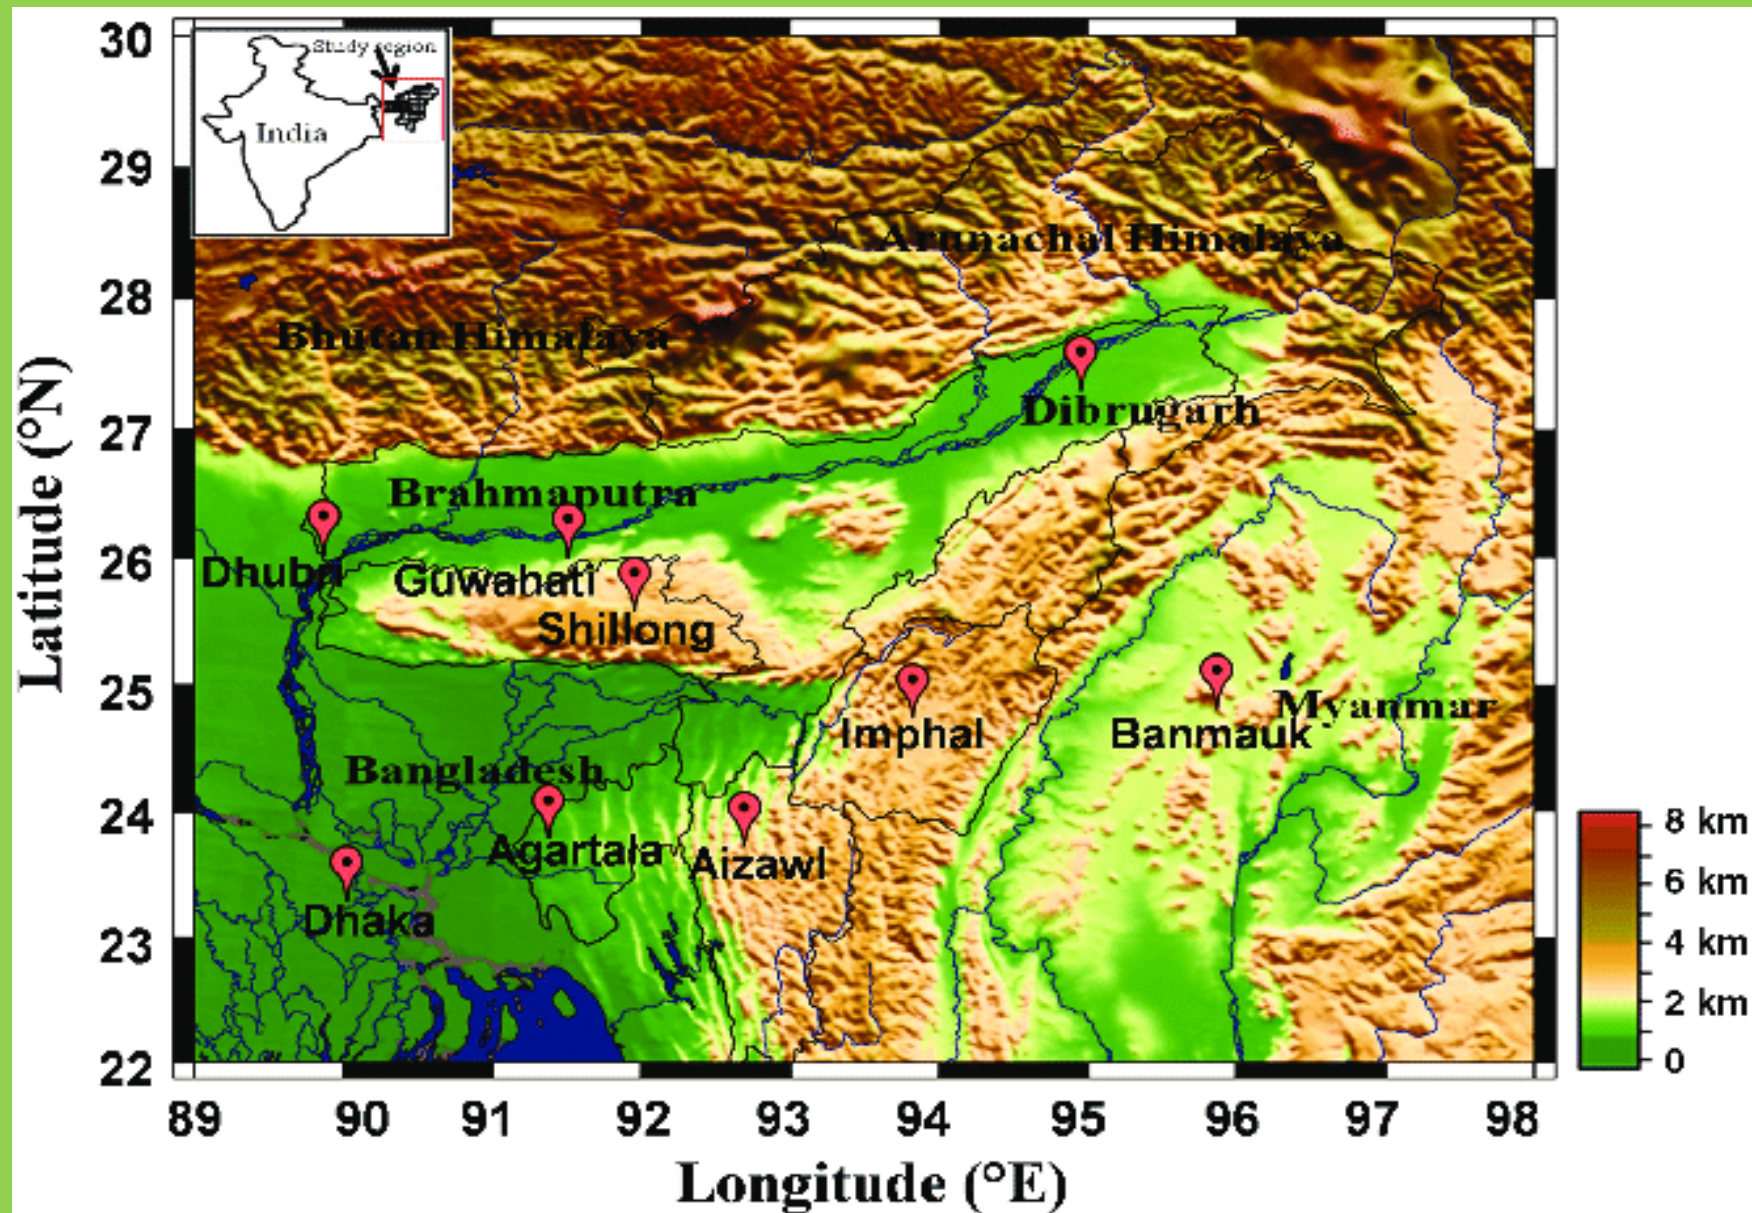 30
29
28
27
26
25
24
23
22
Latitude (°N)
Study region
India
Arunachal Himalaya
Bhutan Himalaya
Dibrugarh
Brahmaputra
Dhubri
Guwahati
Shillong
Imphal
Banmauk
Myanmar
Bangladesh
Agartala
Aizawl
Dhaka
8 km
6 km
4 km
2 km
0
89 90 91 92 93 94 95 96 97 98
Longitude (°E)